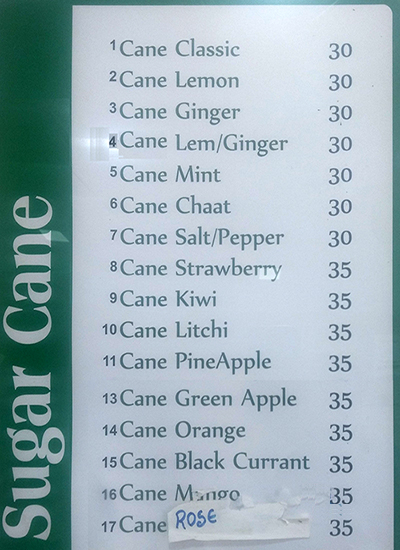 Sugar Cane
1 Cane Classic 30
2 Cane Lemon 30
3 Cane Ginger 30
4 Cane Lem/Ginger 30
5 Cane Mint 30
6 Cane Chaat 30
7 Cane Salt/Pepper 30
8 Cane Strawberry 35
9 Cane Kiwi 35
10 Cane Litchi 35
11 Cane PineApple 35
13 Cane Green Apple 35
14 Cane Orange 35
15 Cane Black Currant 35
16 Cane Mango 35
17 Cane ROSE 35